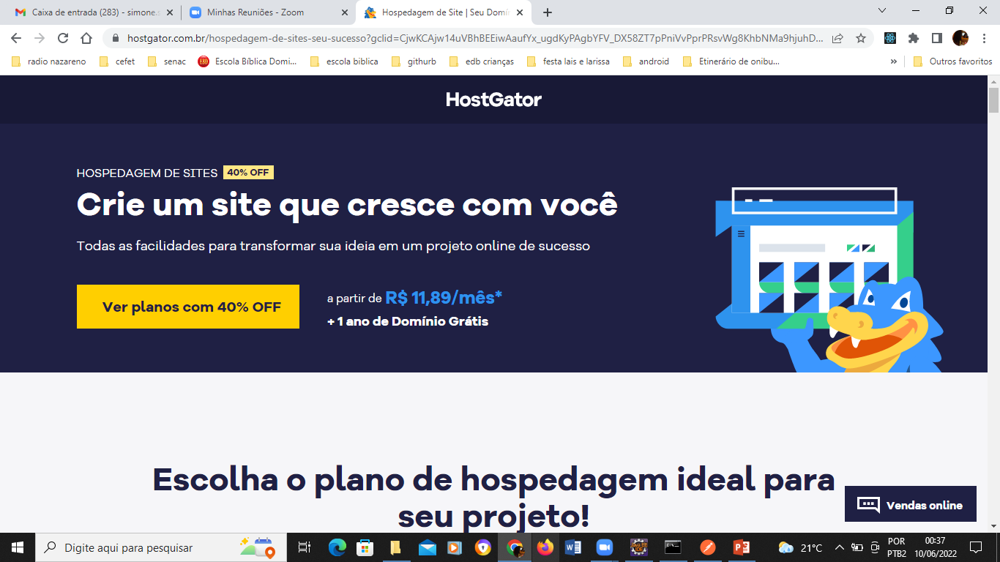 Caixa de entrada (283) - simone.s
Minhas Reuniões - Zoom
Hospedagem de Site | Seu Domín
hostgator.com.br/hospedagem-de-sites-seu-sucesso?gclid=CjwKCAjw14uVBhBEEiwAaufYx_ugdKyPAgbYFV_DX58ZT7pPniVvPprPRsvWg8KhbNMa9hjuhD...
radio nazareno
cefet
senac
Escola Bíblica Domi...
escola biblica
githurb
edb crianças
festa lais e larissa
android
Etinerário de onibu...
»
Outros favoritos
HostGator
HOSPEDAGEM DE SITES 40% OFF
Crie um site que cresce com você
Todas as facilidades para transformar sua ideia em um projeto online de sucesso
Ver planos com 40% OFF
a partir de R$ 11,89/mês*
+ 1 ano de Domínio Grátis
Escolha o plano de hospedagem ideal para
seu projeto!
Vendas online
Digite aqui para pesquisar
21°C
POR
PTB2
00:37
10/06/2022